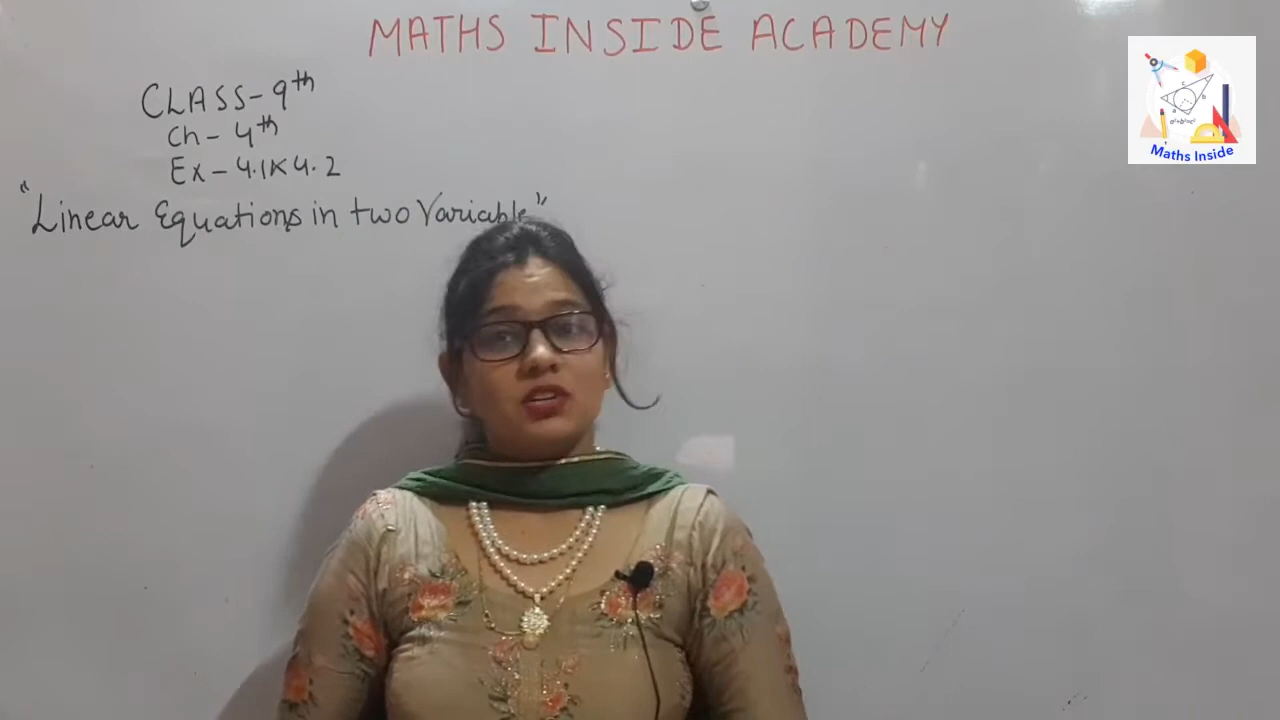 MATHS INSIDE ACADEMY
CLASS-9th
Ch-4th
Ex-4.1&4.2
"Linear Equations in two Variable"
Maths Inside